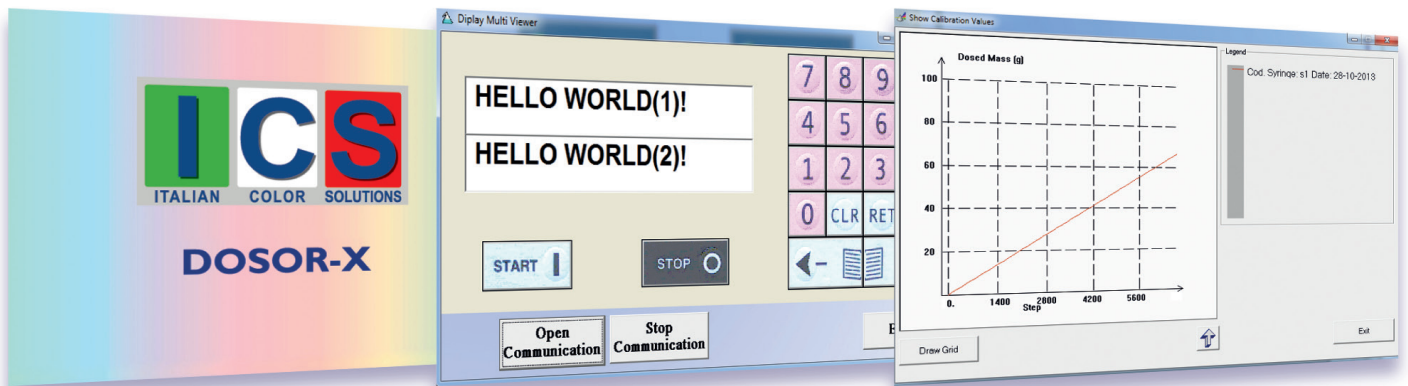 ICS
ITALIAN COLOR SOLUTIONS
DOSOR-X
Diplay Multi Viewer
HELLO WORLD(1)!
HELLO WORLD(2)!
7 8 9
4 5 6
1 2 3
0 CLR RET
START I
STOP O
Open Communication
Stop Communication
E
Show Calibration Values
Dosed Mass (g)
100
80
60
40
20
0. 1400 2800 4200 5600
Step
Legend
Cod. Syringe: s1 Date: 28-10-2013
Draw Grid
Exit